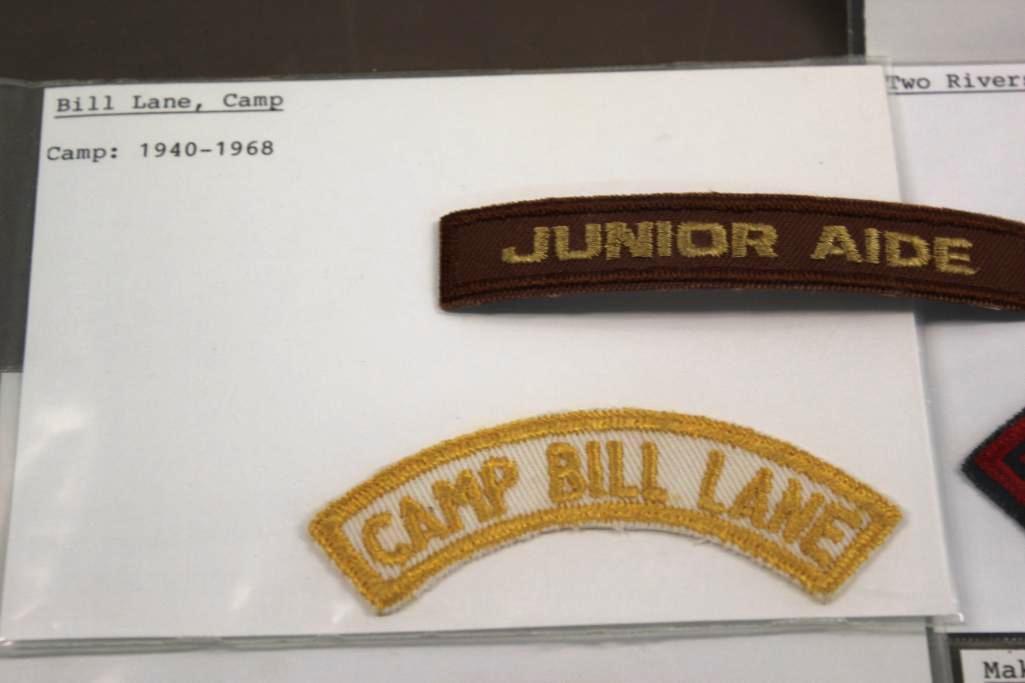 Bill Lane, Camp
Camp: 1940-1968
Two Rivers
JUNIOR AIDE
CAMP BILL LANE